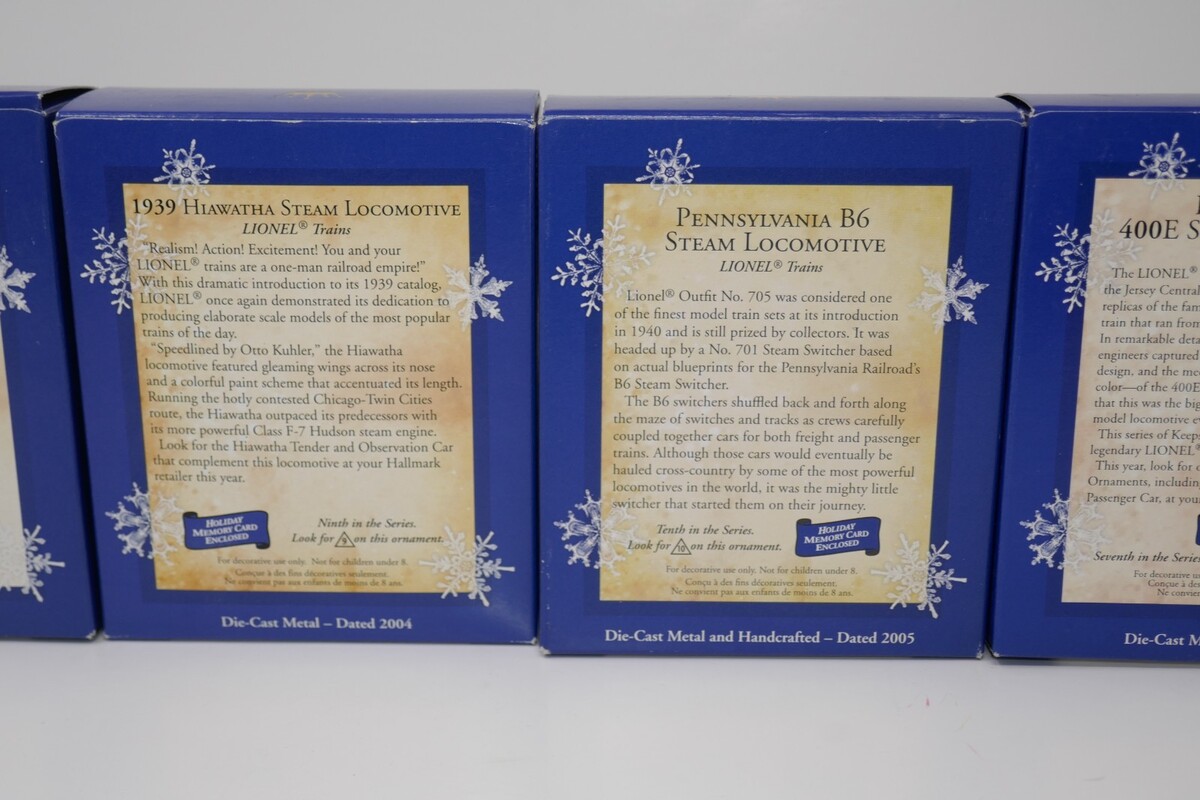 1939 HIAWATHA STEAM LOCOMOTIVE
LIONEL® Trains
"Realism! Action! Excitement! You and your
LIONEL® trains are a one-man railroad empire!"
With this dramatic introduction to its 1939 catalog,
LIONEL® once again demonstrated its dedication to
producing elaborate scale models of the most popular
trains of the day.
"Speedlined by Otto Kuhler," the Hiawatha
locomotive featured gleaming wings across its nose
and a colorful paint scheme that accentuated its length.
Running the hotly contested Chicago-Twin Cities
route, the Hiawatha outpaced its predecessors with
its more powerful Class F-7 Hudson steam engine.
Look for the Hiawatha Tender and Observation Car
that complement this locomotive at your Hallmark
retailer this year.
HOLIDAY
MEMORY CARD
ENCLOSED
Ninth in the Series.
Look for 9 on this ornament.
For decorative use only. Not for children under 8.
Conçue à des fins décoratives seulement.
Ne convient pas aux enfants de moins de 8 ans.
Die-Cast Metal – Dated 2004
PENNSYLVANIA B6
STEAM LOCOMOTIVE
LIONEL® Trains
Lionel® Outfit No. 705 was considered one
of the finest model train sets at its introduction
in 1940 and is still prized by collectors. It was
headed up by a No. 701 Steam Switcher based
on actual blueprints for the Pennsylvania Railroad's
B6 Steam Switcher.
The B6 switchers shuffled back and forth along
the maze of switches and tracks as crews carefully
coupled together cars for both freight and passenger
trains. Although those cars would eventually be
hauled cross-country by some of the most powerful
locomotives in the world, it was the mighty little
switcher that started them on their journey.
Tenth in the Series.
Look for 10 on this ornament.
HOLIDAY
MEMORY CARD
ENCLOSED
For decorative use only. Not for children under 8.
Conçu à des fins décoratives seulement.
Ne convient pas aux enfants de moins de 8 ans.
Die-Cast Metal and Handcrafted – Dated 2005
400E S
The LIONEL®
the Jersey Central
replicas of the
train that ran from
In remarkable
engineers captured
design, and the
color—of the 400E
that this was the
model locomotive
This series of
legendary LIONEL®
This year, look for
Ornaments, including
Passenger Car, at
Seventh in the Series
For decorative
Die-Cast